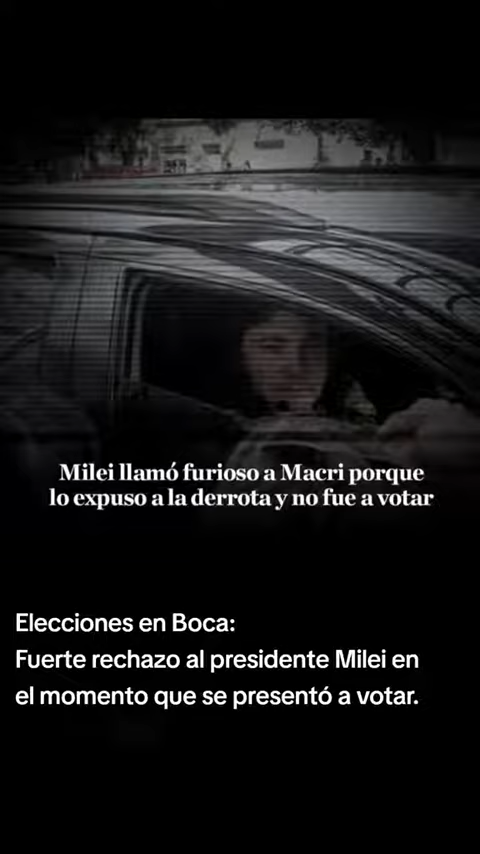 Milei llamó furioso a Macri porque
lo expuso a la derrota y no fue a votar
Elecciones en Boca:
Fuerte rechazo al presidente Milei en
el momento que se presentó a votar.